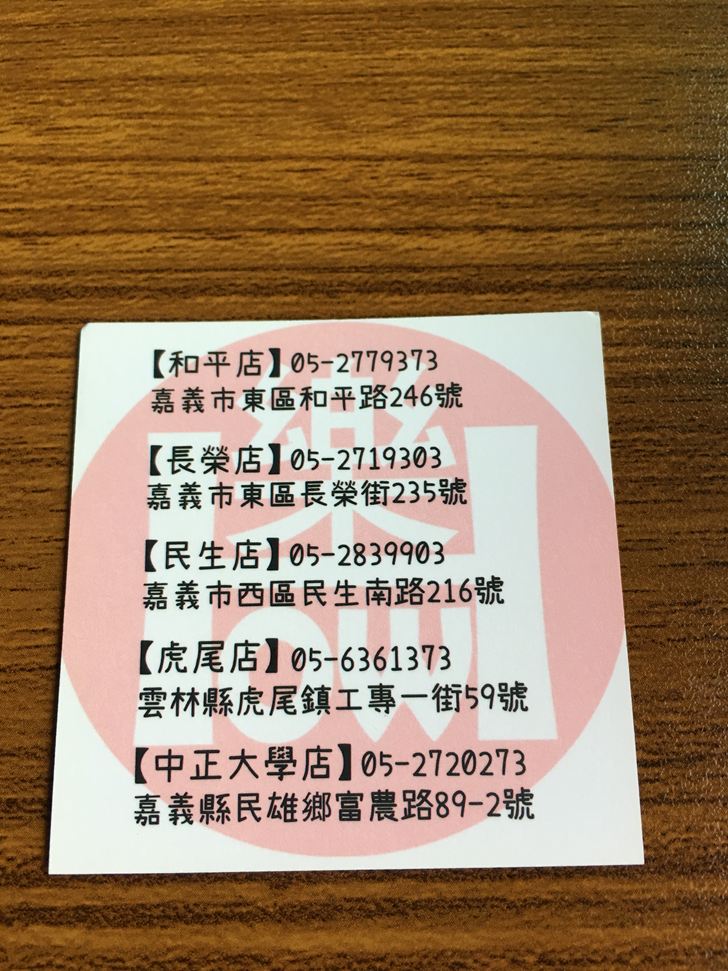 【和平店】05-2779373
嘉義市東區和平路246號
【長榮店】05-2719303
嘉義市東區長榮街235號
【民生店】05-2839903
嘉義市西區民生南路216號
【虎尾店】05-6361373
雲林縣虎尾鎮工專一街59號
【中正大學店】05-2720273
嘉義縣民雄鄉富農路89-2號
樂